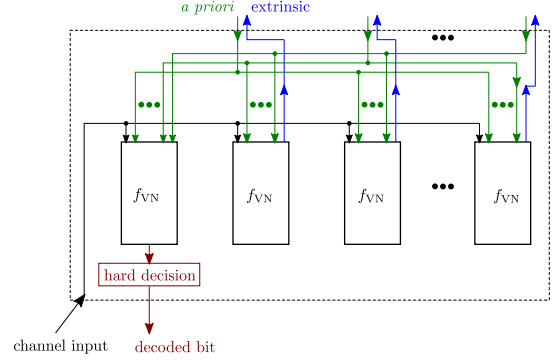 a priori extrinsic
f_VN f_VN f_VN f_VN
hard decision
channel input decoded bit